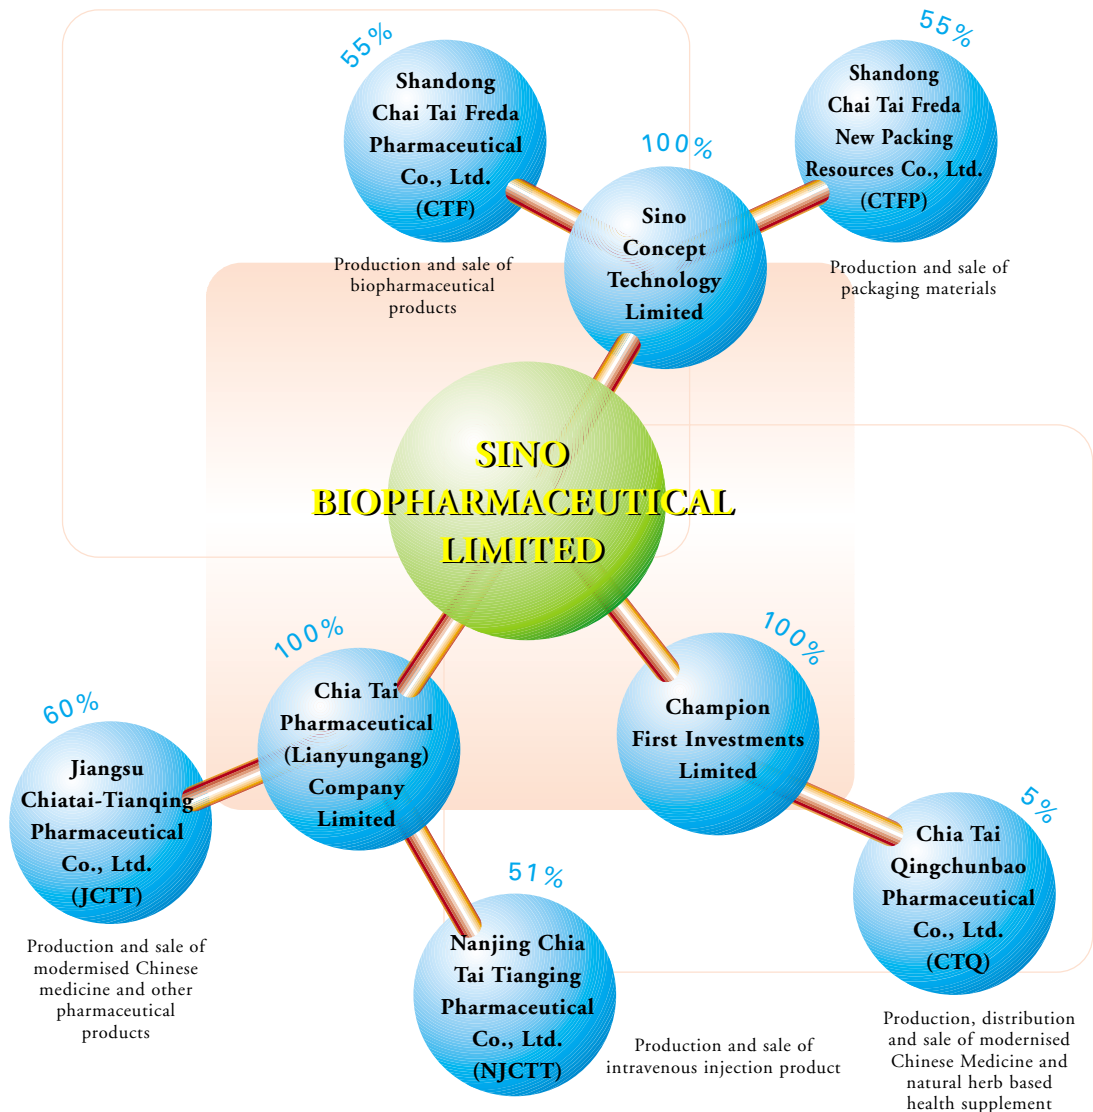 55%
Shandong
Chai Tai Freda
Pharmaceutical
Co., Ltd.
(CTF)
Production and sale of
biopharmaceutical
products
100%
Sino
Concept
Technology
Limited
55%
Shandong
Chai Tai Freda
New Packing
Resources Co., Ltd.
(CTFP)
Production and sale of
packaging materials
SINO
BIOPHARMACEUTICAL
LIMITED
100%
Chia Tai
Pharmaceutical
(Lianyungang)
Company
Limited
100%
Champion
First Investments
Limited
60%
Jiangsu
Chiatai-Tianqing
Pharmaceutical
Co., Ltd.
(JCTT)
Production and sale of
modermised Chinese
medicine and other
pharmaceutical
products
51%
Nanjing Chia
Tai Tianging
Pharmaceutical
Co., Ltd.
(NJCTT)
Production and sale of
intravenous injection product
5%
Chia Tai
Qingchunbao
Pharmaceutical
Co., Ltd.
(CTQ)
Production, distribution
and sale of modernised
Chinese Medicine and
natural herb based
health supplement